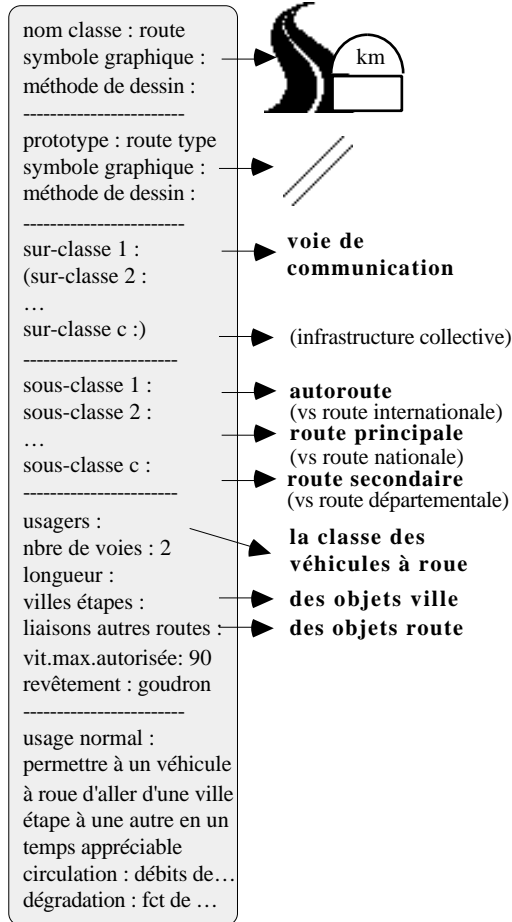 nom classe : route
symbole graphique :
km
méthode de dessin :
------------------------
prototype : route type
symbole graphique :
méthode de dessin :
------------------------
sur-classe 1 :
voie de
communication
(sur-classe 2 :
…
sur-classe c :)
(infrastructure collective)
-----------------------
sous-classe 1 :
autoroute
(vs route internationale)
sous-classe 2 :
route principale
(vs route nationale)
…
sous-classe c :
route secondaire
(vs route départementale)
-----------------------
usagers :
la classe des
véhicules à roue
nbre de voies : 2
longueur :
villes étapes :
des objets ville
liaisons autres routes :
des objets route
vit.max.autorisée: 90
revêtement : goudron
------------------------
usage normal :
permettre à un véhicule
à roue d'aller d'une ville
étape à une autre en un
temps appréciable
circulation : débits de…
dégradation : fct de …